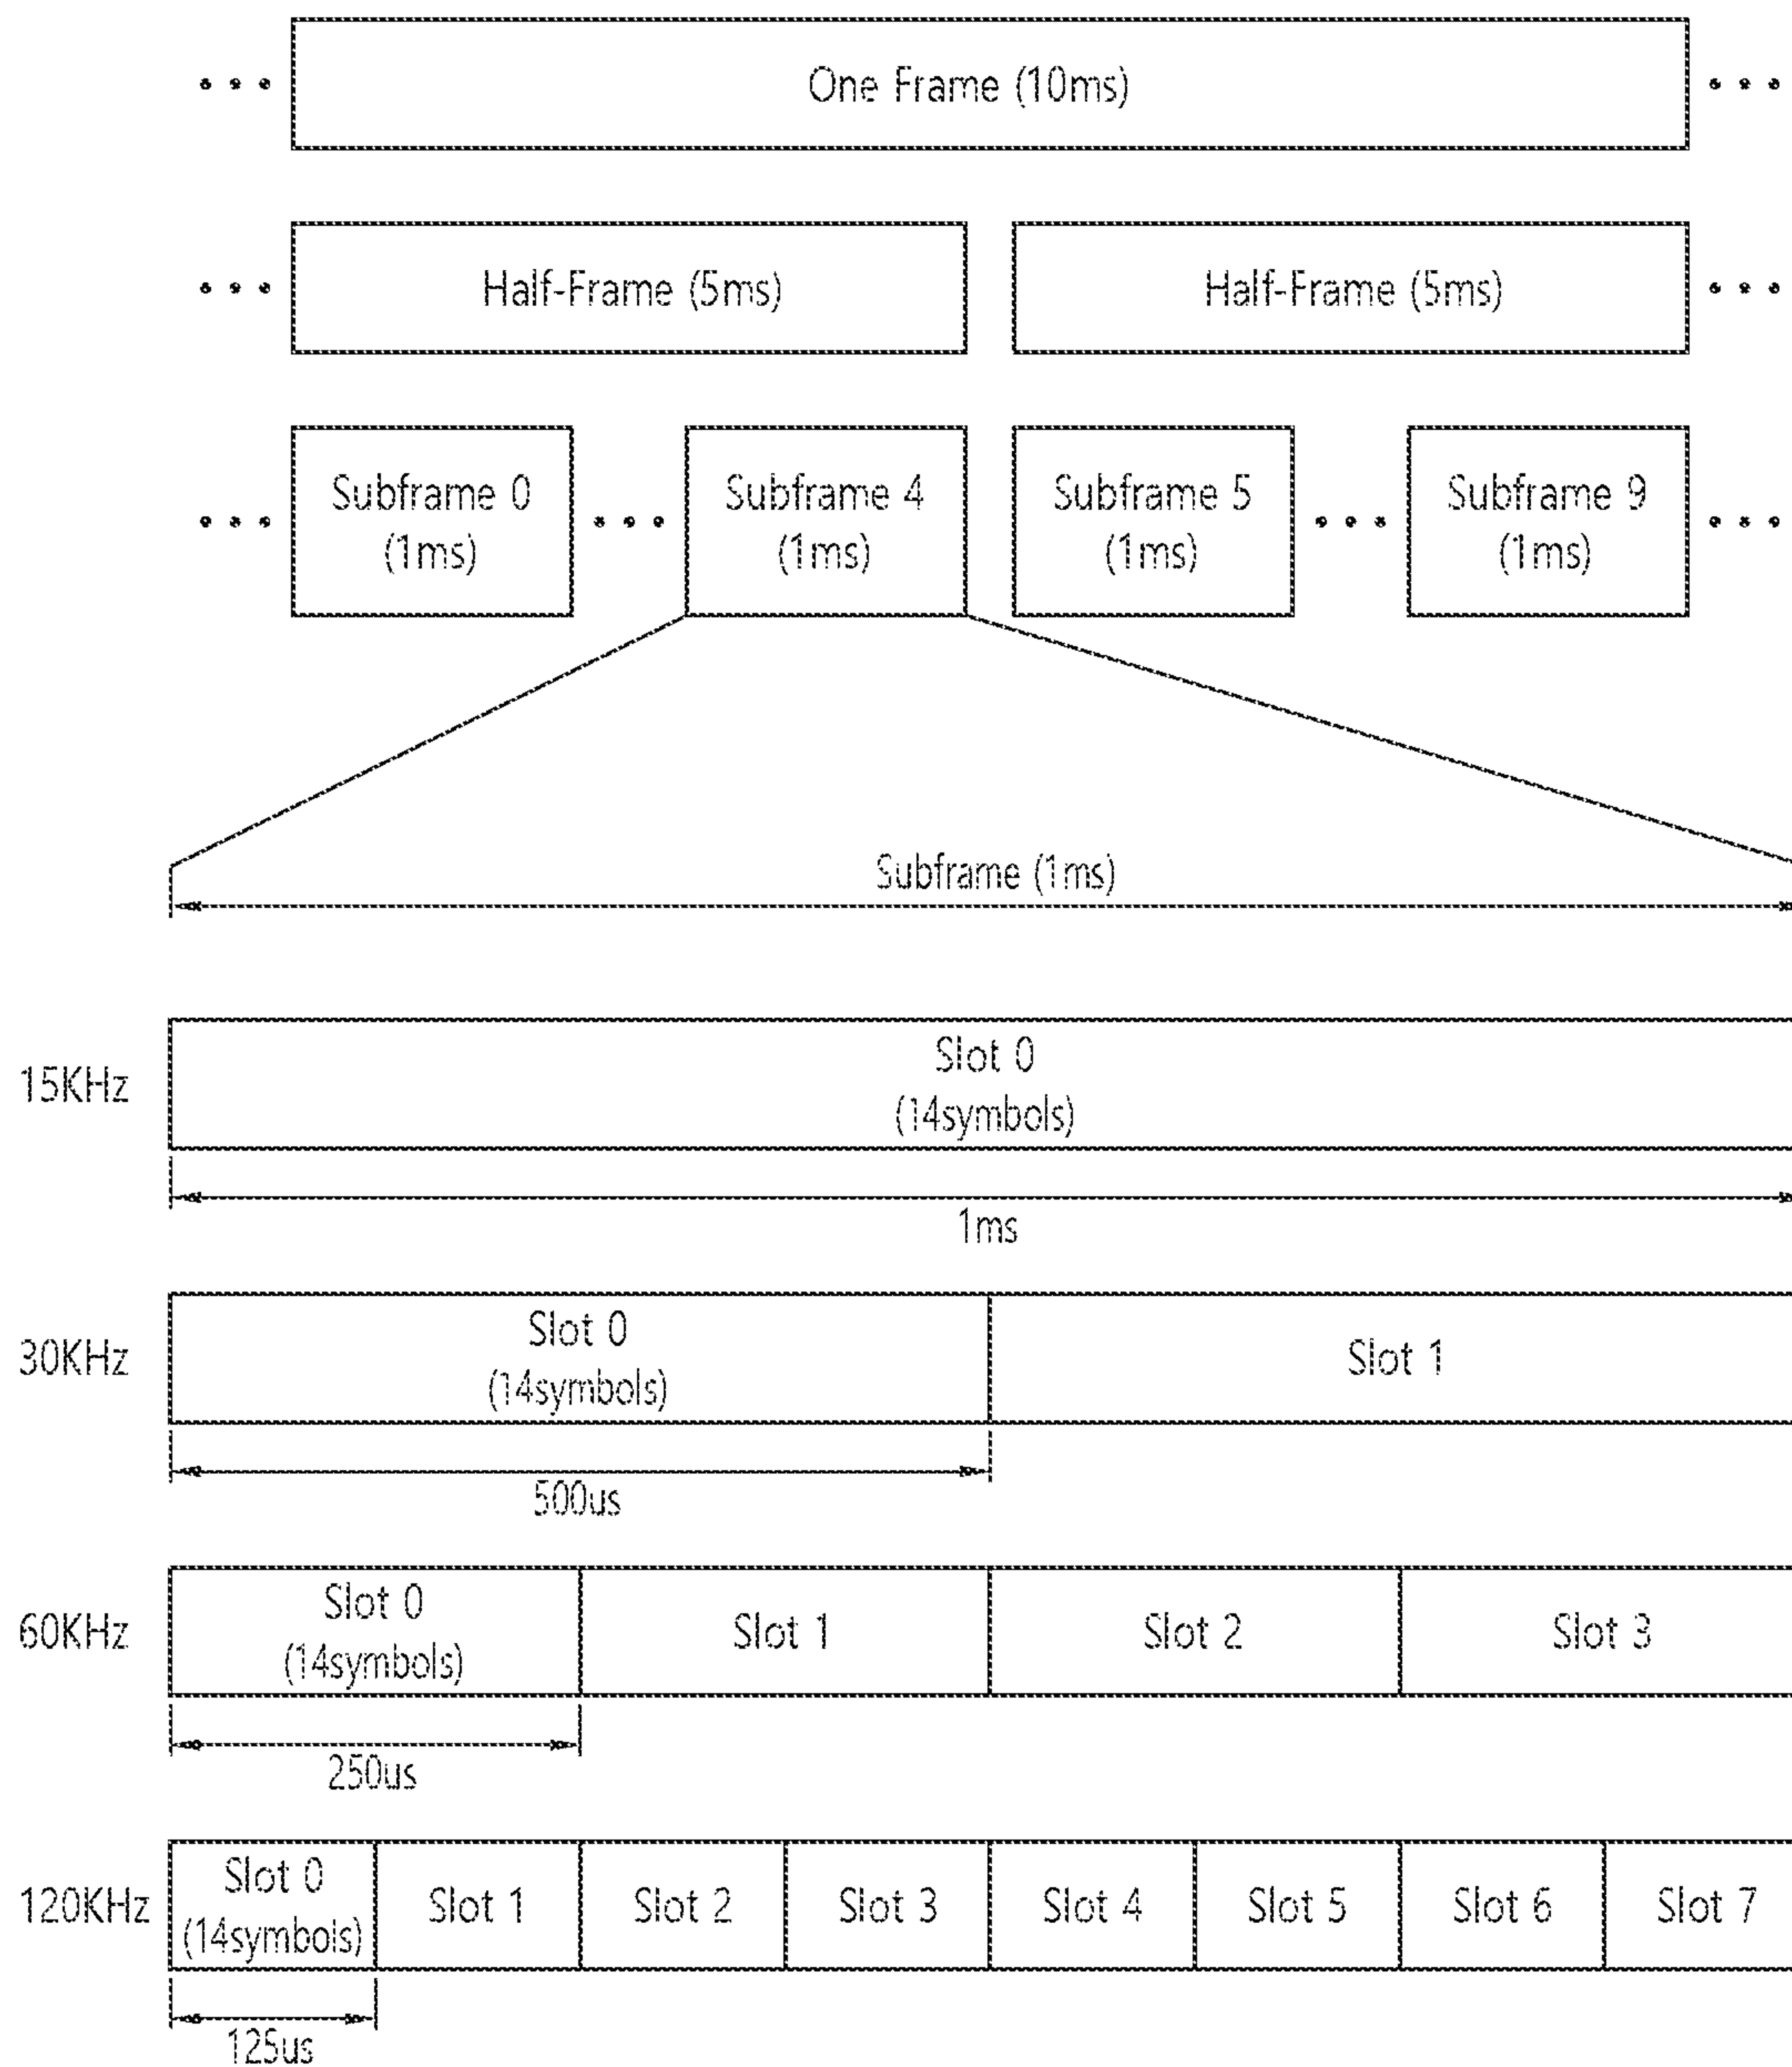 One Frame (10ms)
Half-Frame (5ms)
Half-Frame (5ms)
Subframe 0
(1ms)
Subframe 4
(1ms)
Subframe 5
(1ms)
Subframe 9
(1ms)
Subframe (1ms)
15KHz
Slot 0
(14symbols)
1ms
30KHz
Slot 0
(14symbols)
Slot 1
500us
60KHz
Slot 0
(14symbols)
Slot 1
Slot 2
Slot 3
250us
120KHz
Slot 0
(14symbols)
Slot 1
Slot 2
Slot 3
Slot 4
Slot 5
Slot 6
Slot 7
125us